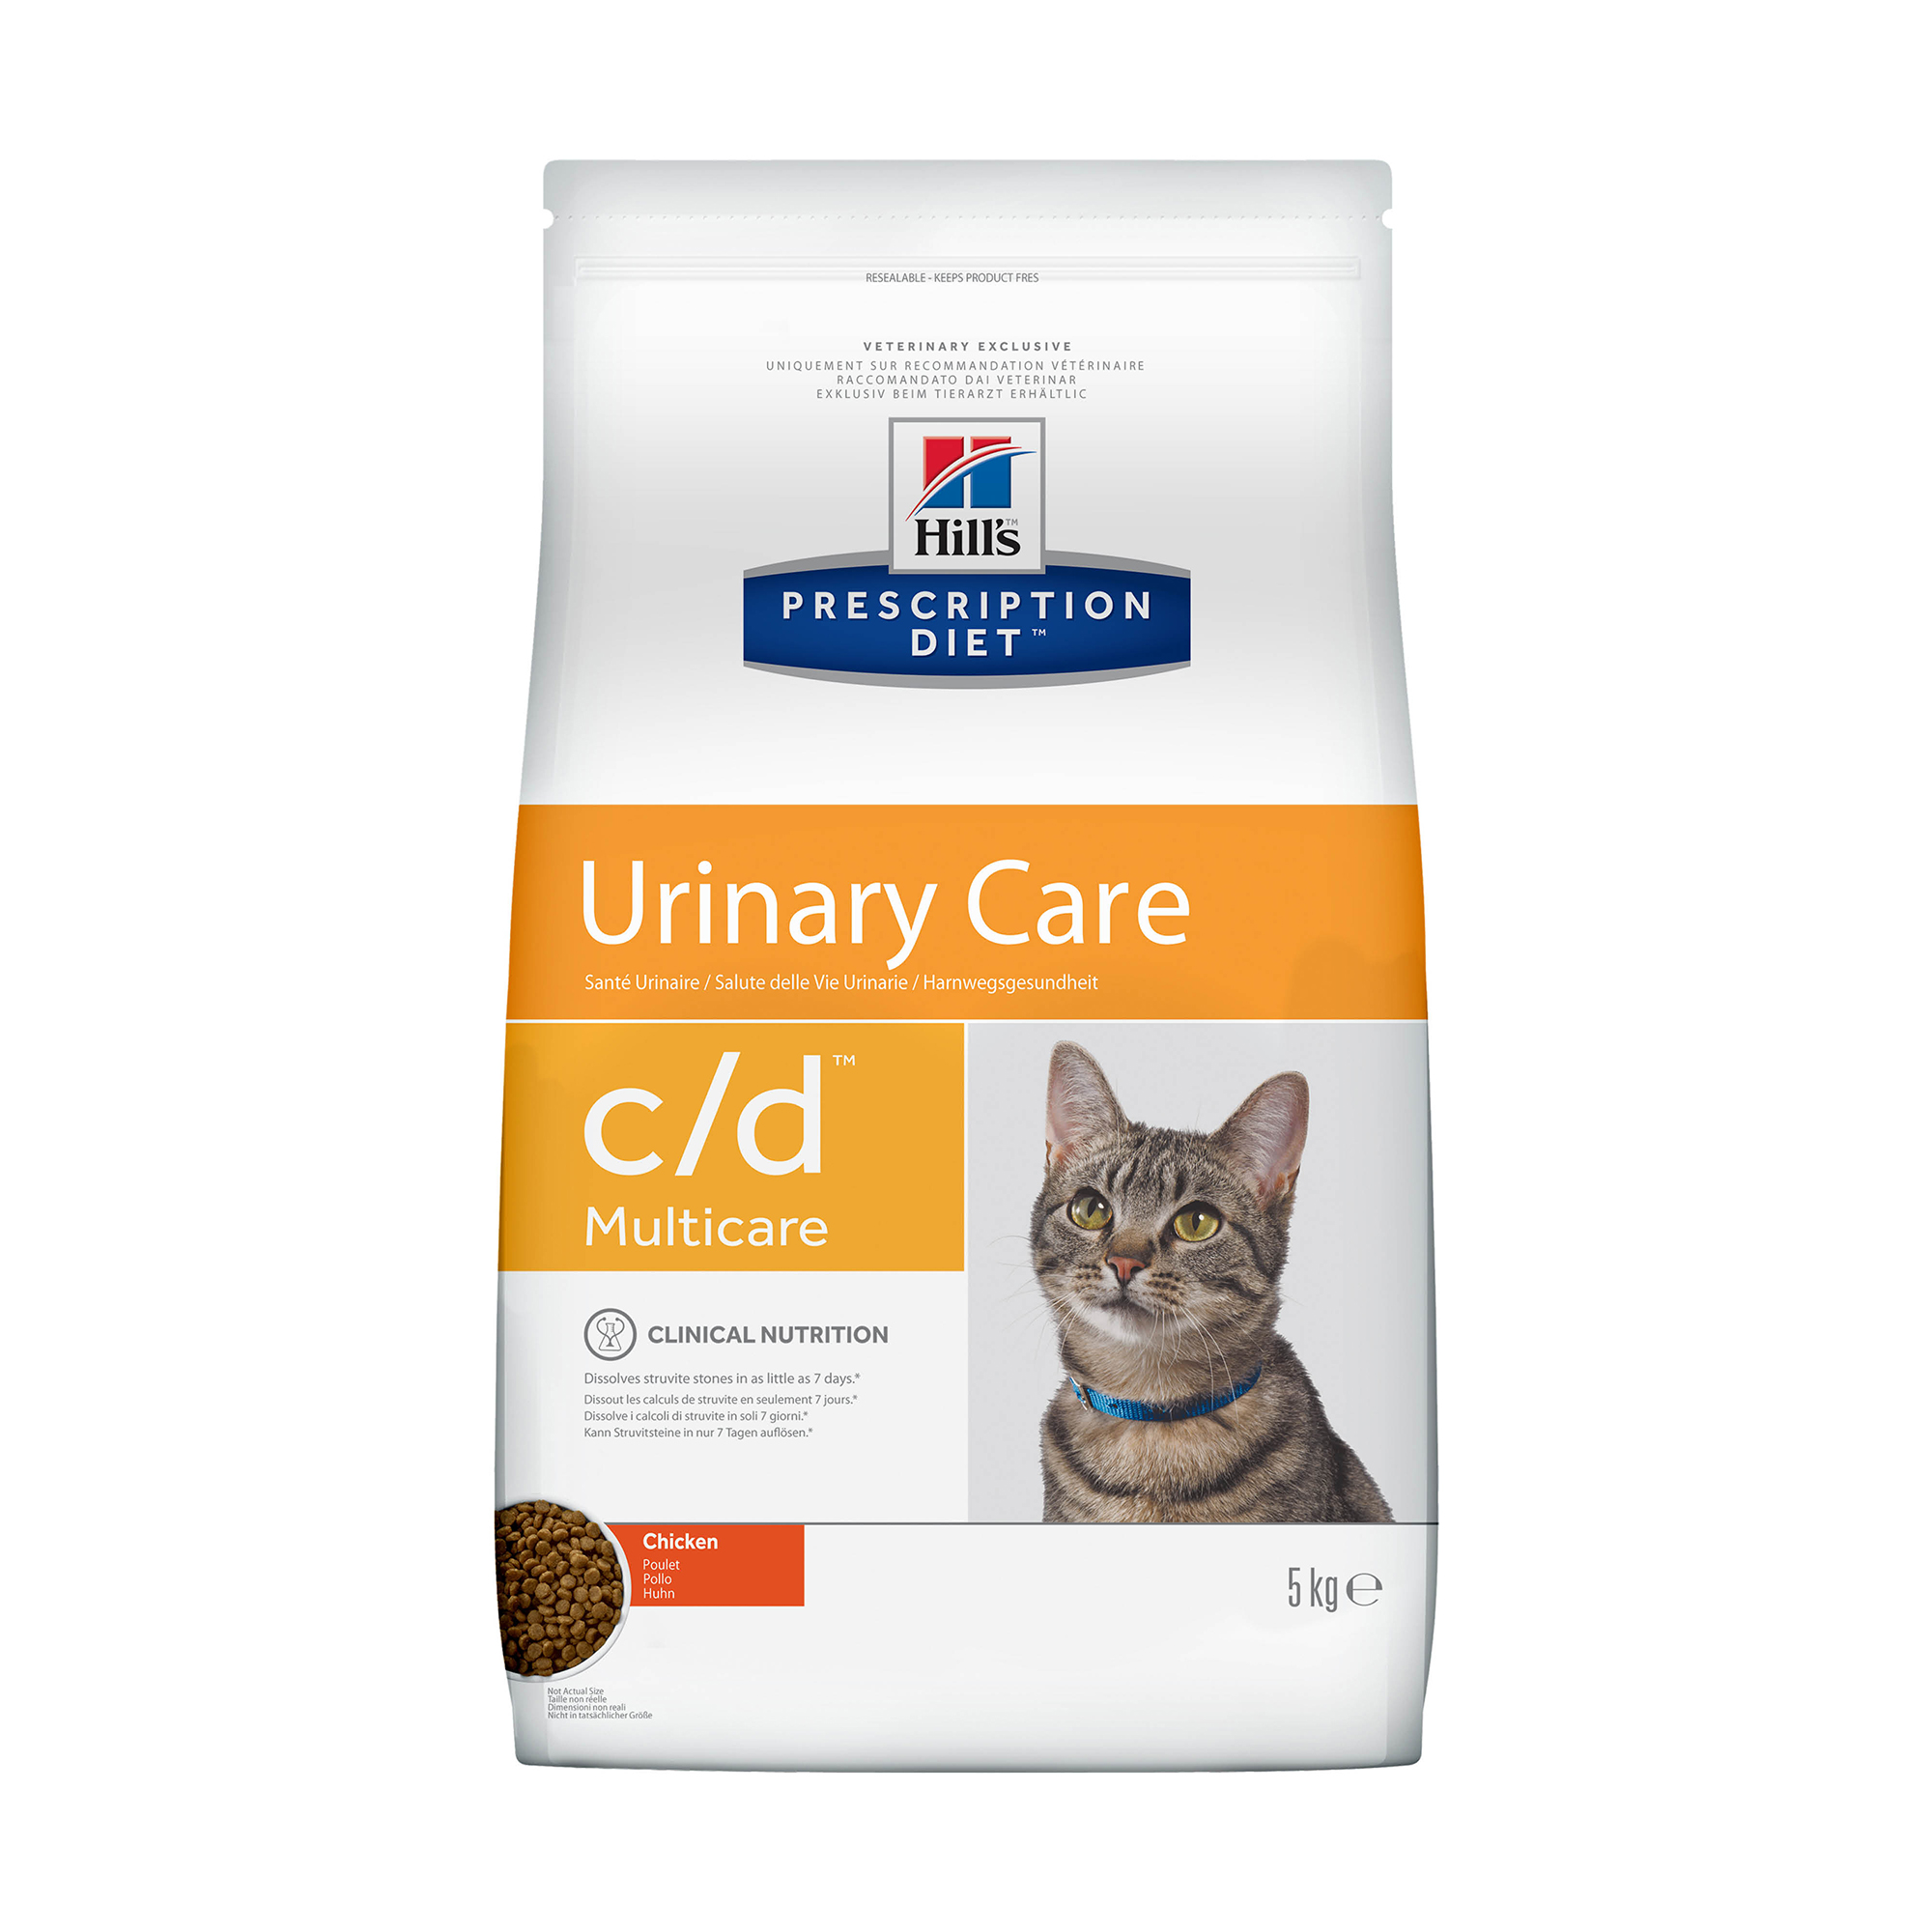 RESEALABLE - KEEPS PRODUCT FRES
VETERINARY EXCLUSIVE
UNIQUEMENT SUR RECOMMANDATION VÉTÉRINAIRE
RACCOMANDATO DAI VETERINAR
EXKLUSIV BEIM TIERARZT ERHÄLTLIC
Hill's™
PRESCRIPTION
DIET™
Urinary Care
Santé Urinaire / Salute delle Vie Urinarie / Harnwegsgesundheit
c/d™
Multicare
CLINICAL NUTRITION
Dissolves struvite stones in as little as 7 days.*
Dissout les calculs de struvite en seulement 7 jours.*
Dissolve i calcoli di struvite in soli 7 giorni.*
Kann Struvitsteine in nur 7 Tagen auflösen.*
Chicken
Poulet
Pollo
Huhn
5 kg ℮
Not Actual Size
Taille non réelle
Dimensioni non reali
Nicht in tatsächlicher Größe